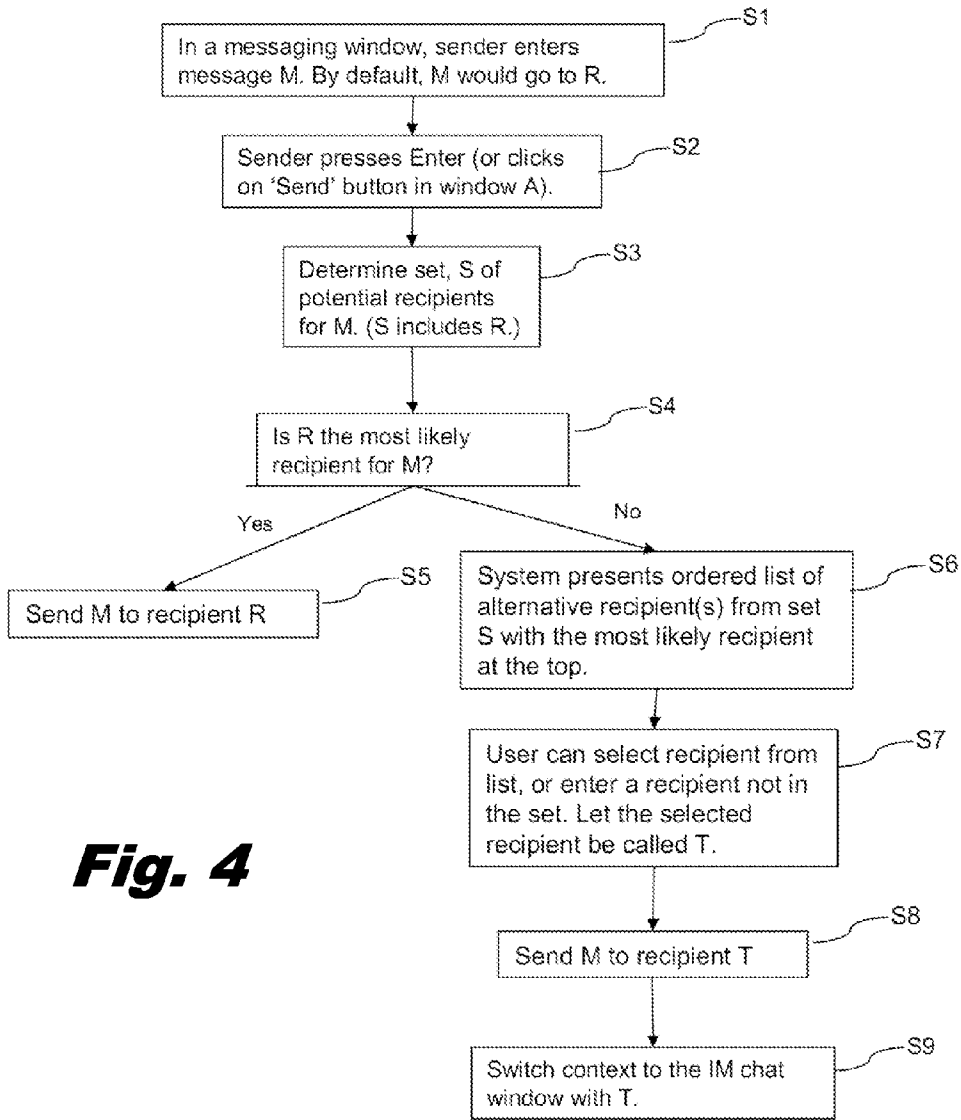 S1
In a messaging window, sender enters
message M. By default, M would go to R.
S2
Sender presses Enter (or clicks
on ‘Send’ button in window A).
S3
Determine set, S of
potential recipients
for M. (S includes R.)
S4
Is R the most likely
recipient for M?
Yes
No
S5
Send M to recipient R
S6
System presents ordered list of
alternative recipient(s) from set
S with the most likely recipient
at the top.
S7
User can select recipient from
list, or enter a recipient not in
the set. Let the selected
recipient be called T.
Fig. 4
S8
Send M to recipient T
S9
Switch context to the IM chat
window with T.